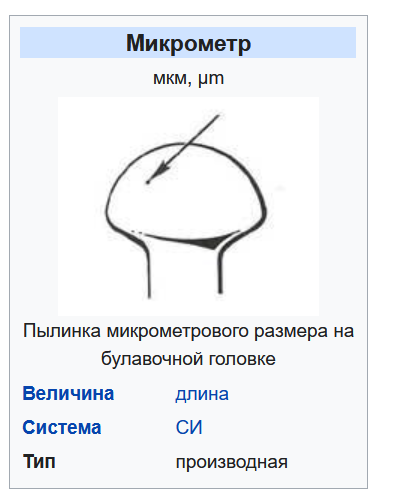 Микрометр
мкм, µm
Пылинка микрометрового размера на
булавочной головке
Величина длина
Система СИ
Тип производная